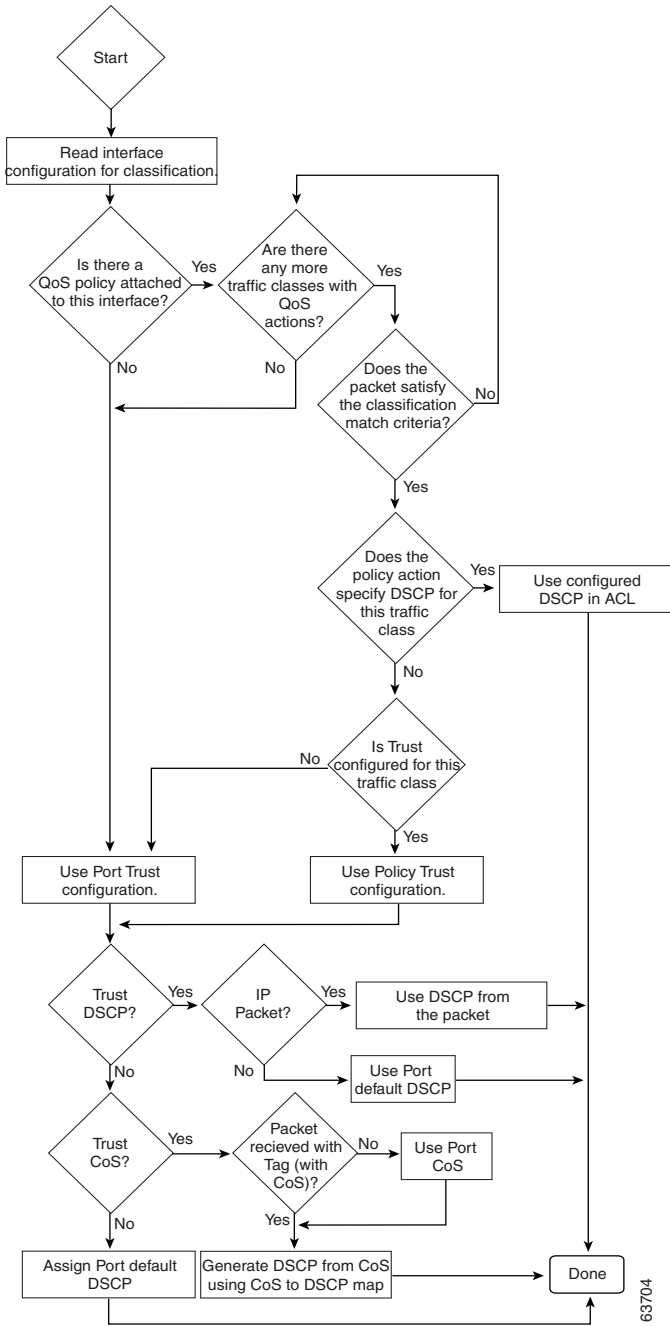 Start
Read interface
configuration for classification.
Is there a
QoS policy attached
to this interface?
Yes
No
Are there
any more
traffic classes with
QoS
actions?
Yes
No
Does the
packet satisfy
the classification
match criteria?
No
Yes
Does the
policy action
specify DSCP for
this traffic
class
Yes
Use configured
DSCP in ACL
No
Is Trust
configured for this
traffic class
No
Yes
Use Port Trust
configuration.
Use Policy Trust
configuration.
Trust
DSCP?
Yes
No
IP
Packet?
Yes
Use DSCP from
the packet
No
Use Port
default DSCP
Trust
CoS?
Yes
No
Packet
recieved with
Tag (with
CoS)?
No
Use Port
CoS
Yes
Assign Port default
DSCP
Generate DSCP from CoS
using CoS to DSCP map
Done
63704